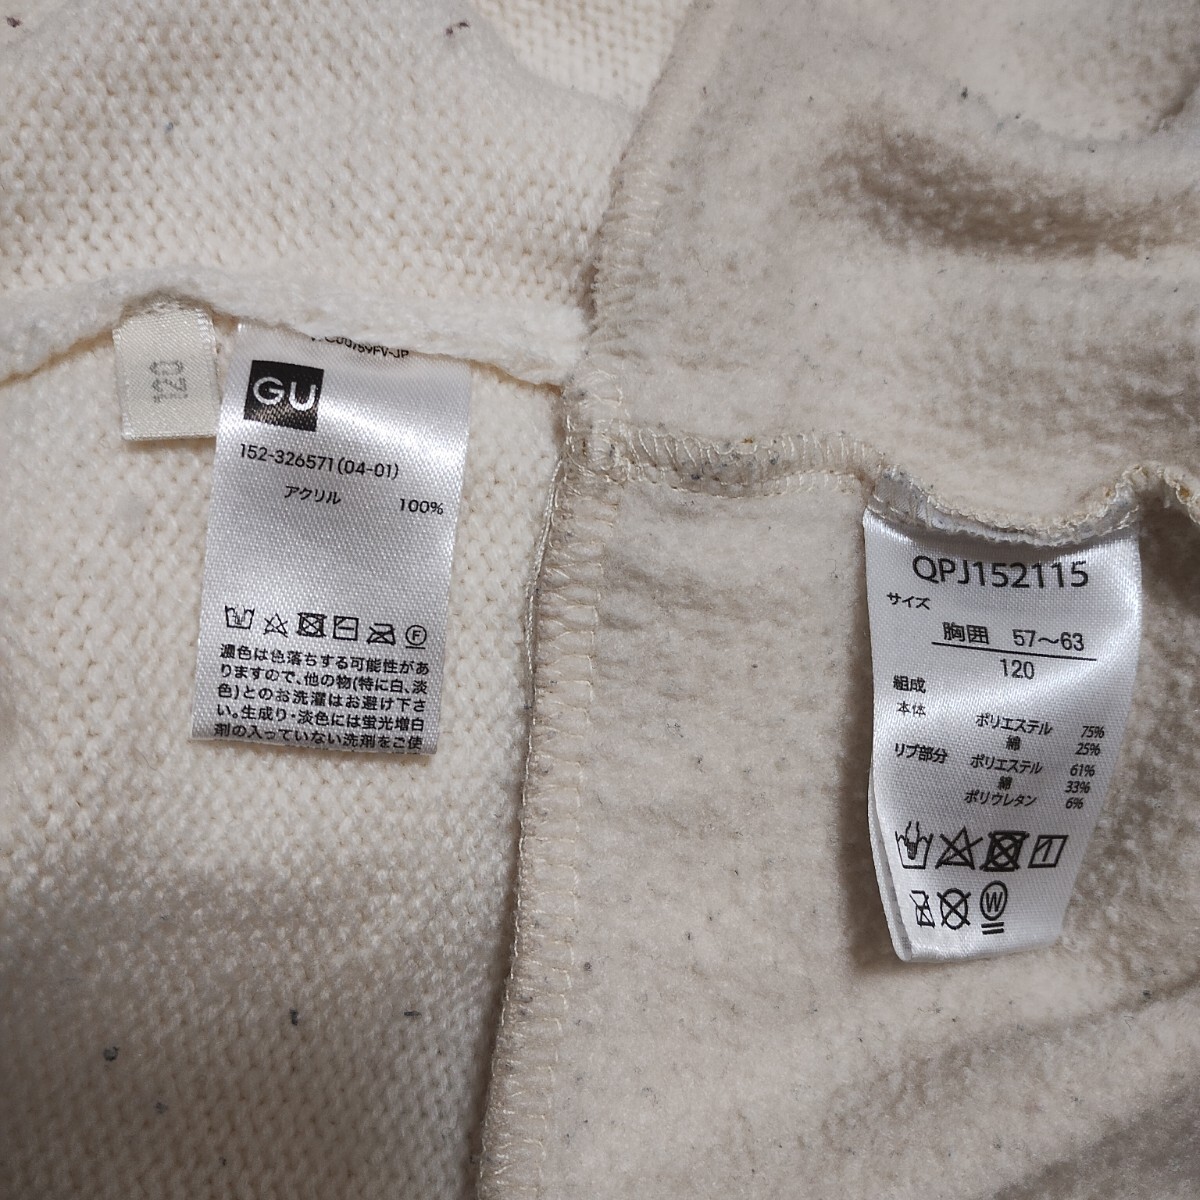 120
GU
152-326571(04-01)
アクリル 100%
F
濃色は色落ちする可能性があ
りますので、他の物(特に白、淡
色)とのお洗濯はお避け下さ
い。生成り・淡色には蛍光増白
剤の入っていない洗剤をご使
QPJ152115
サイズ
胸囲 57～63
120
組成
本体 ポリエステル 75%
綿 25%
リブ部分 ポリエステル 61%
綿 33%
ポリウレタン 6%
W